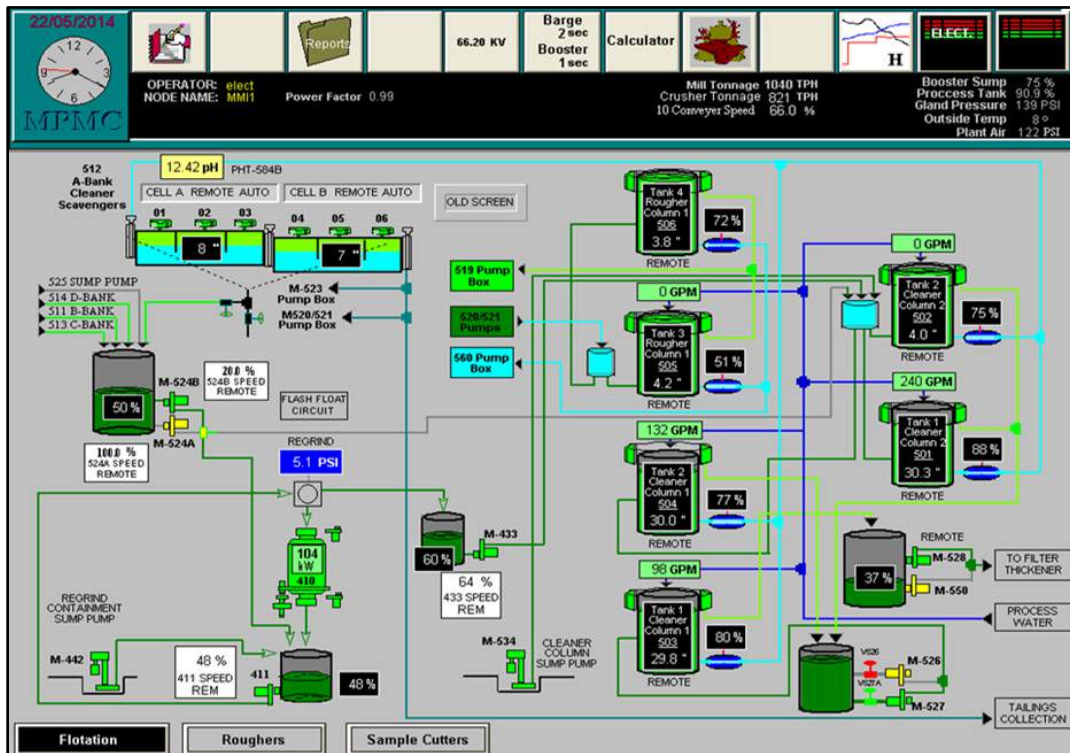 22/05/2014
12
3
6
9
MPMC
Reports
66.20 KV
Barge
2 sec
Booster
1 sec
Calculator
H
ELECT.
OPERATOR: elect
NODE NAME: MMI1
Power Factor 0.99
Mill Tonnage 1040 TPH
Crusher Tonnage 821 TPH
10 Conveyer Speed 66.0 %
Booster Sump 75 %
Proccess Tank 90.9 %
Gland Pressure 139 PSI
Outside Temp 8 o
Plant Air 122 PSI
512
A-Bank
Cleaner
Scavengers
12.42 pH
PHT-584B
CELL A REMOTE AUTO
CELL B REMOTE AUTO
01 02 03 04 05 06
8 "
7 "
OLD SCREEN
525 SUMP PUMP
514 D-BANK
511 B-BANK
513 C-BANK
M-523
Pump Box
M520/521
Pump Box
50 %
M-524B
M-524A
20.0 %
524B SPEED
REMOTE
100.0 %
524A SPEED
REMOTE
FLASH FLOAT
CIRCUIT
REGRIND
5.1 PSI
104
kW
410
60 %
M-433
64 %
433 SPEED
REM
REGRIND
CONTAINMENT
SUMP PUMP
M-442
48 %
411 SPEED
REM
411
48 %
M-534
CLEANER
COLUMN
SUMP PUMP
519 Pump
Box
520/521
Pumps
560 Pump
Box
Tank 4
Rougher
Column 2
506
3.8 "
72 %
REMOTE
0 GPM
Tank 3
Rougher
Column 1
505
4.2 "
51 %
REMOTE
132 GPM
Tank 2
Cleaner
Column 1
504
30.0 "
77 %
REMOTE
98 GPM
Tank 1
Cleaner
Column 1
503
29.8 "
80 %
REMOTE
0 GPM
Tank 2
Cleaner
Column 2
502
4.0 "
75 %
REMOTE
240 GPM
Tank 1
Cleaner
Column 2
501
30.3 "
88 %
REMOTE
37 %
REMOTE
M-528
M-550
TO FILTER
THICKENER
PROCESS
WATER
V526
V527A
M-526
M-527
TAILINGS
COLLECTION
Flotation
Roughers
Sample Cutters